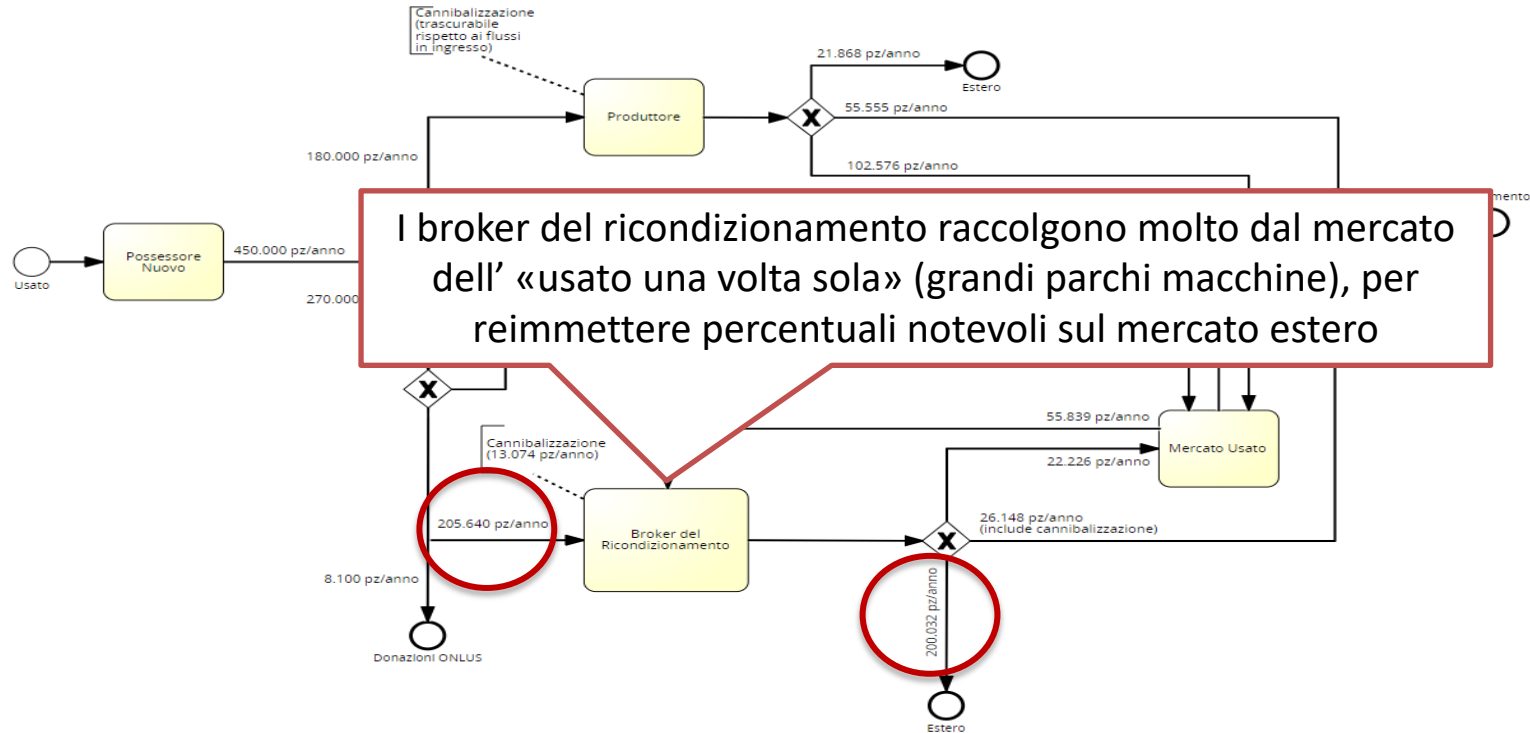 Cannibalizzazione
(trascurabile
rispetto ai flussi
in ingresso)
21.868 pz/anno
Estero
Produttore
55.555 pz/anno
180.000 pz/anno
102.576 pz/anno
I broker del ricondizionamento raccolgono molto dal mercato
dell’ «usato una volta sola» (grandi parchi macchine), per
reimmettere percentuali notevoli sul mercato estero
Usato
Possessore
Nuovo
450.000 pz/anno
270.000
Cannibalizzazione
(13.074 pz/anno)
55.839 pz/anno
Mercato Usato
22.226 pz/anno
205.640 pz/anno
Broker del
Ricondizionamento
26.148 pz/anno
(include cannibalizzazione)
8.100 pz/anno
200.032 pz/anno
Donazioni ONLUS
Estero